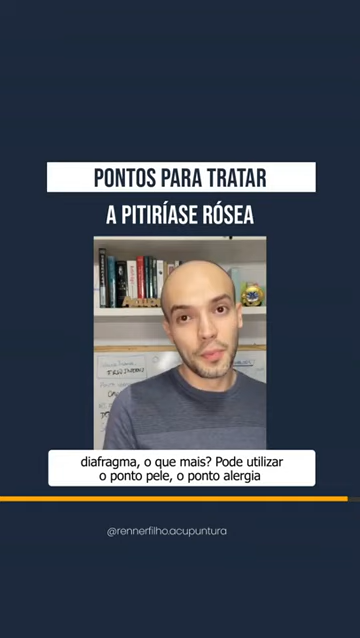 PONTOS PARA TRATAR
A PITIRÍASE RÓSEA
diafragma, o que mais? Pode utilizar
o ponto pele, o ponto alergia
@rennerfilho.acupuntura